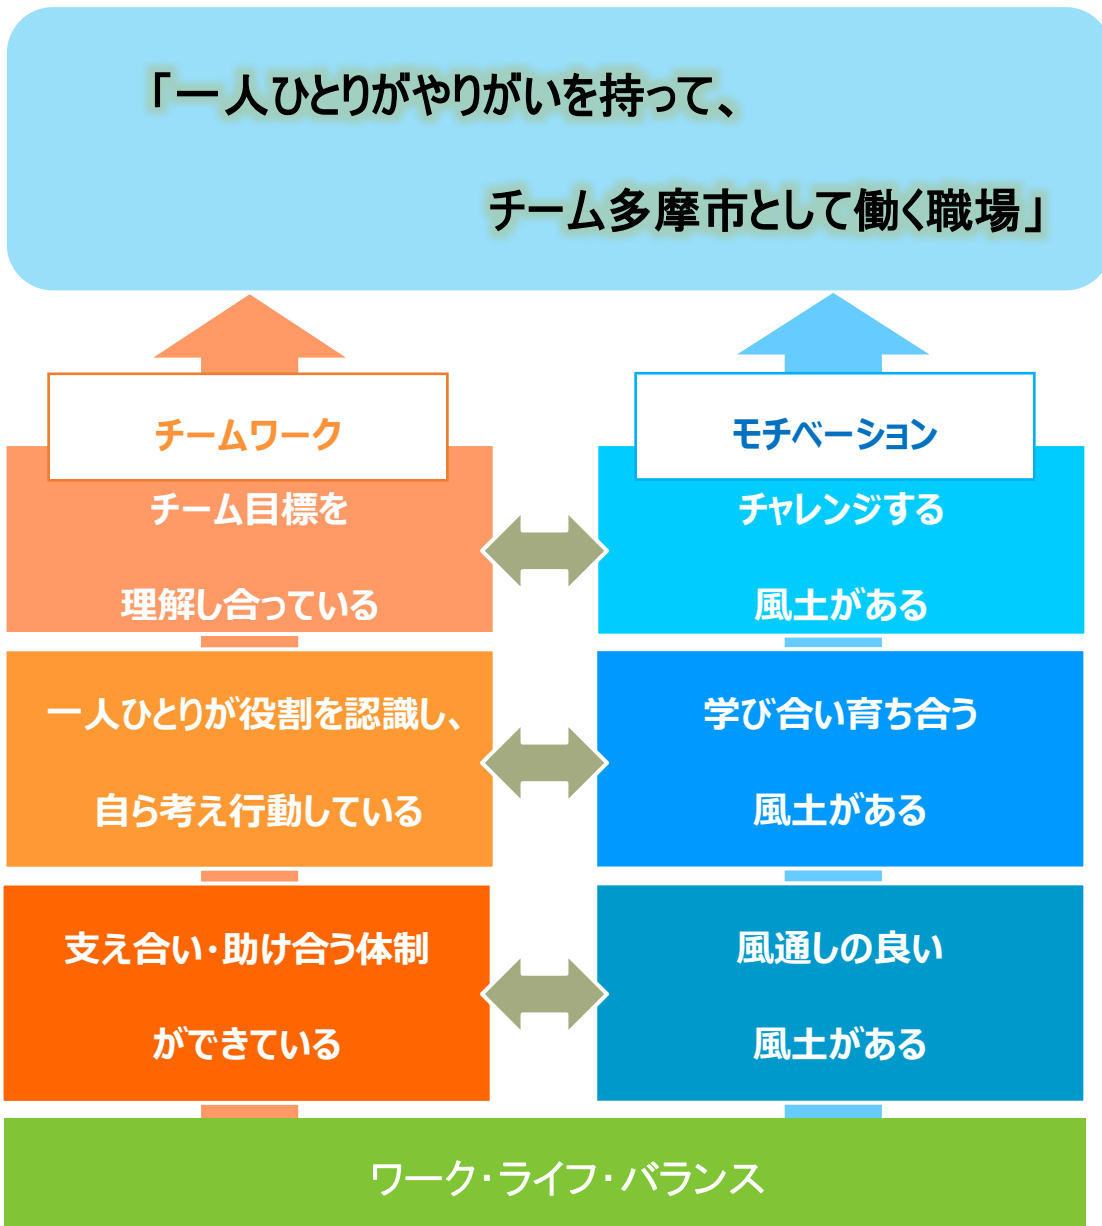 「一人ひとりがやりがいを持って、
チーム多摩市として働く職場」
チームワーク
チーム目標を
理解し合っている
一人ひとりが役割を認識し、
自ら考え行動している
支え合い・助け合う体制
ができている
モチベーション
チャレンジする
風土がある
学び合い育ち合う
風土がある
風通しの良い
風土がある
ワーク・ライフ・バランス